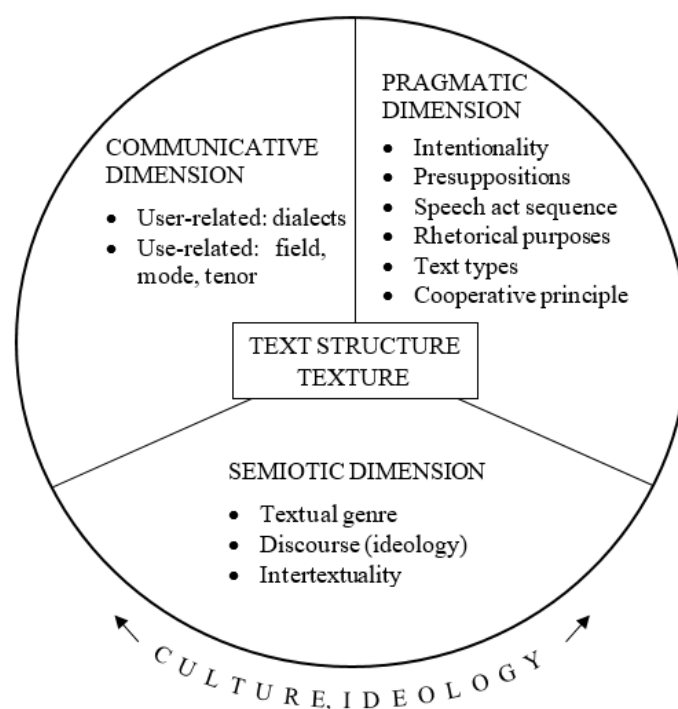 COMMUNICATIVE
DIMENSION
• User-related: dialects
• Use-related: field,
mode, tenor
PRAGMATIC
DIMENSION
• Intentionality
• Presuppositions
• Speech act sequence
• Rhetorical purposes
• Text types
• Cooperative principle
TEXT STRUCTURE
TEXTURE
SEMIOTIC DIMENSION
• Textual genre
• Discourse (ideology)
• Intertextuality
CULTURE, IDEOLOGY